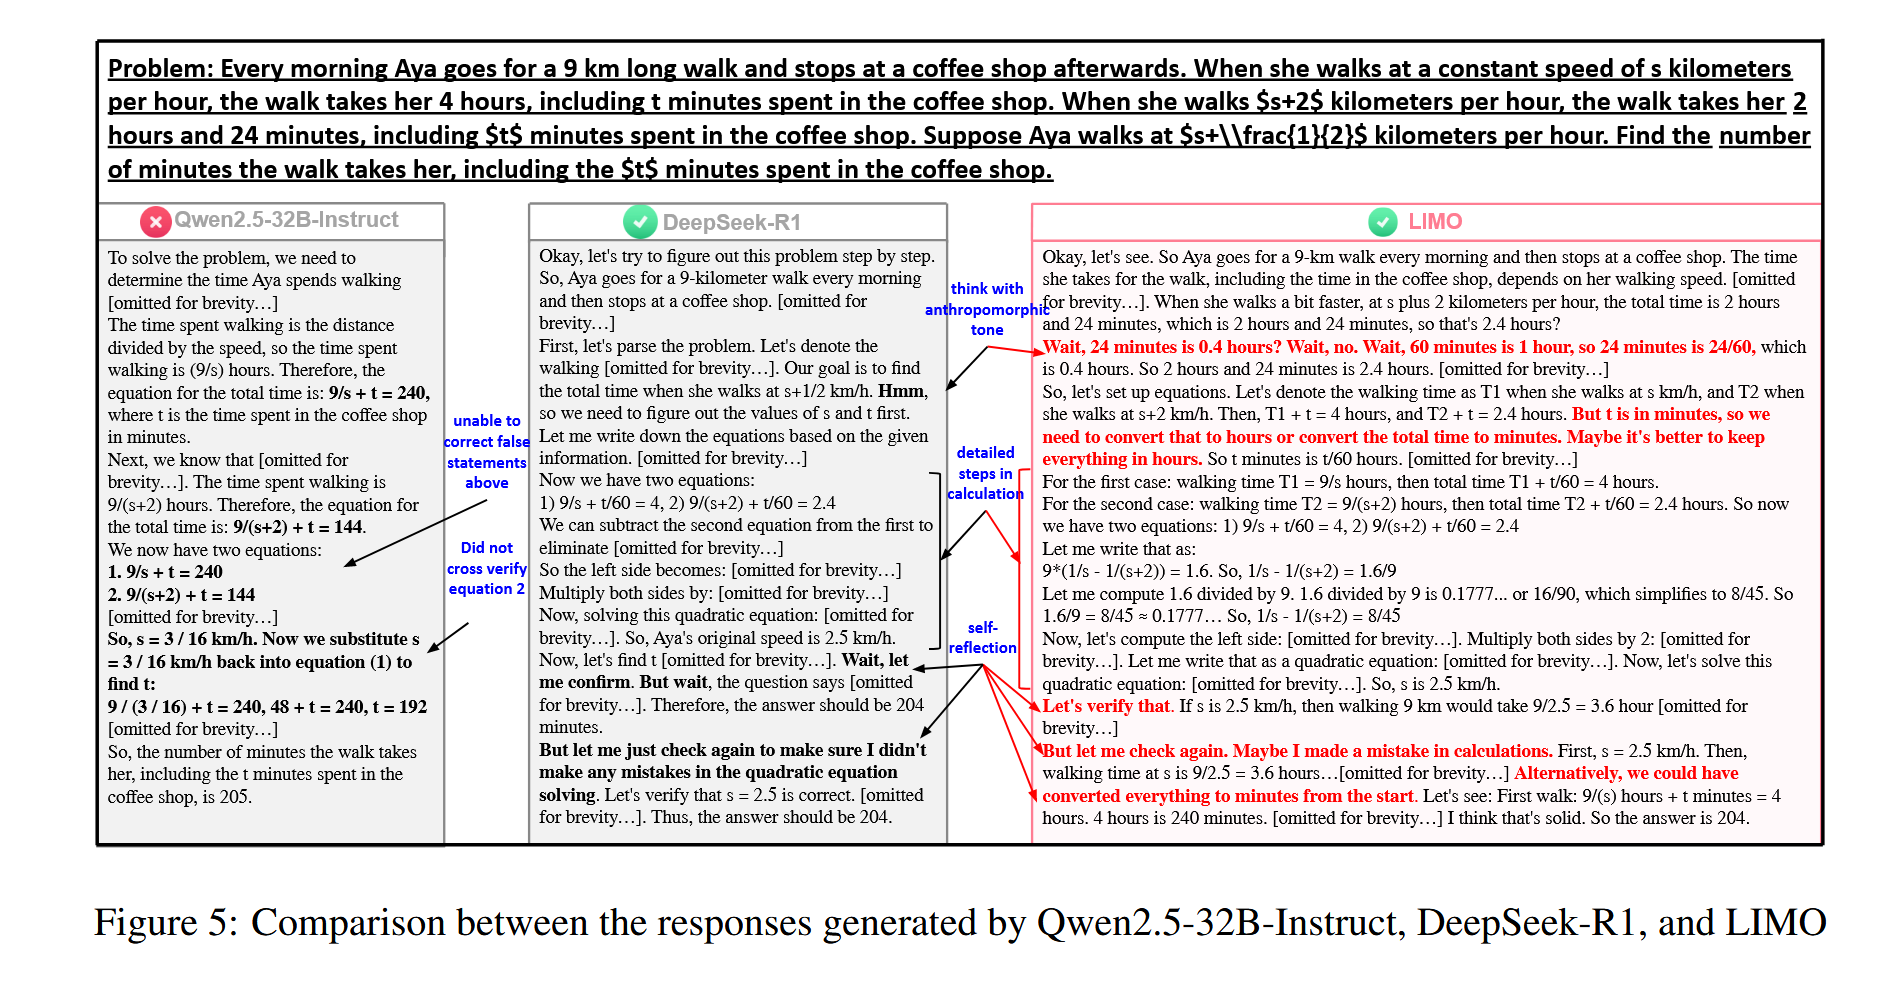 Problem: Every morning Aya goes for a 9 km long walk and stops at a coffee shop afterwards. When she walks at a constant speed of s kilometers
per hour, the walk takes her 4 hours, including t minutes spent in the coffee shop. When she walks $s+2$ kilometers per hour, the walk takes her 2
hours and 24 minutes, including $t$ minutes spent in the coffee shop. Suppose Aya walks at $s+\\frac{1}{2}$ kilometers per hour. Find the number
of minutes the walk takes her, including the $t$ minutes spent in the coffee shop.
Qwen2.5-32B-Instruct
To solve the problem, we need to
determine the time Aya spends walking
[omitted for brevity…]
The time spent walking is the distance
divided by the speed, so the time spent
walking is (9/s) hours. Therefore, the
equation for the total time is: 9/s + t = 240,
where t is the time spent in the coffee shop
in minutes.
Next, we know that [omitted for
brevity…]. The time spent walking is
9/(s+2) hours. Therefore, the equation for
the total time is: 9/(s+2) + t = 144.
We now have two equations:
1. 9/s + t = 240
2. 9/(s+2) + t = 144
[omitted for brevity…]
So, s = 3 / 16 km/h. Now we substitute s
= 3 / 16 km/h back into equation (1) to
find t:
9 / (3 / 16) + t = 240, 48 + t = 240, t = 192
[omitted for brevity…]
So, the number of minutes the walk takes
her, including the t minutes spent in the
coffee shop, is 205.
unable to
correct false
statements
above
Did not
cross verify
equation 2
DeepSeek-R1
Okay, let's try to figure out this problem step by step.
So, Aya goes for a 9-kilometer walk every morning
and then stops at a coffee shop. [omitted for
brevity…]
First, let's parse the problem. Let's denote the
walking [omitted for brevity…]. Our goal is to find
the total time when she walks at s+1/2 km/h. Hmm,
so we need to figure out the values of s and t first.
Let me write down the equations based on the given
information. [omitted for brevity…]
Now we have two equations:
1) 9/s + t/60 = 4, 2) 9/(s+2) + t/60 = 2.4
We can subtract the second equation from the first to
eliminate [omitted for brevity…]
So the left side becomes: [omitted for brevity…]
Multiply both sides by: [omitted for brevity…]
Now, solving this quadratic equation: [omitted for
brevity…]. So, Aya's original speed is 2.5 km/h.
Now, let's find t [omitted for brevity…]. Wait, let
me confirm. But wait, the question says [omitted
for brevity…]. Therefore, the answer should be 204
minutes.
But let me just check again to make sure I didn't
make any mistakes in the quadratic equation
solving. Let's verify that s = 2.5 is correct. [omitted
for brevity…]. Thus, the answer should be 204.
think with
anthropomorphic
tone
detailed
steps in
calculation
self-
reflection
LIMO
Okay, let's see. So Aya goes for a 9-km walk every morning and then stops at a coffee shop. The time
she takes for the walk, including the time in the coffee shop, depends on her walking speed. [omitted
for brevity…]. When she walks a bit faster, at s plus 2 kilometers per hour, the total time is 2 hours
and 24 minutes, which is 2 hours and 24 minutes, so that's 2.4 hours?
Wait, 24 minutes is 0.4 hours? Wait, no. Wait, 60 minutes is 1 hour, so 24 minutes is 24/60, which
is 0.4 hours. So 2 hours and 24 minutes is 2.4 hours. [omitted for brevity…]
So, let's set up equations. Let's denote the walking time as T1 when she walks at s km/h, and T2 when
she walks at s+2 km/h. Then, T1 + t = 4 hours, and T2 + t = 2.4 hours. But t is in minutes, so we
need to convert that to hours or convert the total time to minutes. Maybe it's better to keep
everything in hours. So t minutes is t/60 hours. [omitted for brevity…]
For the first case: walking time T1 = 9/s hours, then total time T1 + t/60 = 4 hours.
For the second case: walking time T2 = 9/(s+2) hours, then total time T2 + t/60 = 2.4 hours. So now
we have two equations: 1) 9/s + t/60 = 4, 2) 9/(s+2) + t/60 = 2.4
Let me write that as:
9*(1/s - 1/(s+2)) = 1.6. So, 1/s - 1/(s+2) = 1.6/9
Let me compute 1.6 divided by 9. 1.6 divided by 9 is 0.1777... or 16/90, which simplifies to 8/45. So
1.6/9 = 8/45 ≈ 0.1777… So, 1/s - 1/(s+2) = 8/45
Now, let's compute the left side: [omitted for brevity…]. Multiply both sides by 2: [omitted for
brevity…]. Let me write that as a quadratic equation: [omitted for brevity…]. Now, let's solve this
quadratic equation: [omitted for brevity…]. So, s is 2.5 km/h.
Let's verify that. If s is 2.5 km/h, then walking 9 km would take 9/2.5 = 3.6 hour [omitted for
brevity…]
But let me check again. Maybe I made a mistake in calculations. First, s = 2.5 km/h. Then,
walking time at s is 9/2.5 = 3.6 hours…[omitted for brevity…] Alternatively, we could have
converted everything to minutes from the start. Let's see: First walk: 9/(s) hours + t minutes = 4
hours. 4 hours is 240 minutes. [omitted for brevity…] I think that's solid. So the answer is 204.
Figure 5: Comparison between the responses generated by Qwen2.5-32B-Instruct, DeepSeek-R1, and LIMO